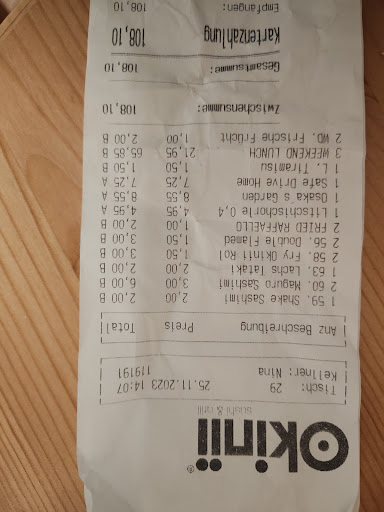 Okinii®
sushi & grill
Tisch: 29 25.11.2023 14:07
Kellner: Nina 119191
Anz Beschreibung Preis Total
1 59. Shake Sashimi 2,00 2,00 B
2 60. Maguro Sashimi 3,00 6,00 B
1 63. Lachs Tataki 2,00 2,00 B
2 58. Fry Okinii Rol 1,50 3,00 B
2 56. Double Flamed 1,50 3,00 B
2 FRIED RAFFAELLO 1,00 2,00 B
1 Litschischorle 0,4 4,95 4,95 A
1 Osaka s Garden 8,55 8,55 A
1 Safe Drive Home 7,25 7,25 A
1 L. Tiramisu 1,50 1,50 B
3 WEEKEND LUNCH 21,95 65,85 B
2 WD. Frische Frücht 1,00 2,00 B
Zwischensumme: 108,10
Gesamtsumme: 108,10
Kartenzahlung 108,10
Empfangen: 108,10